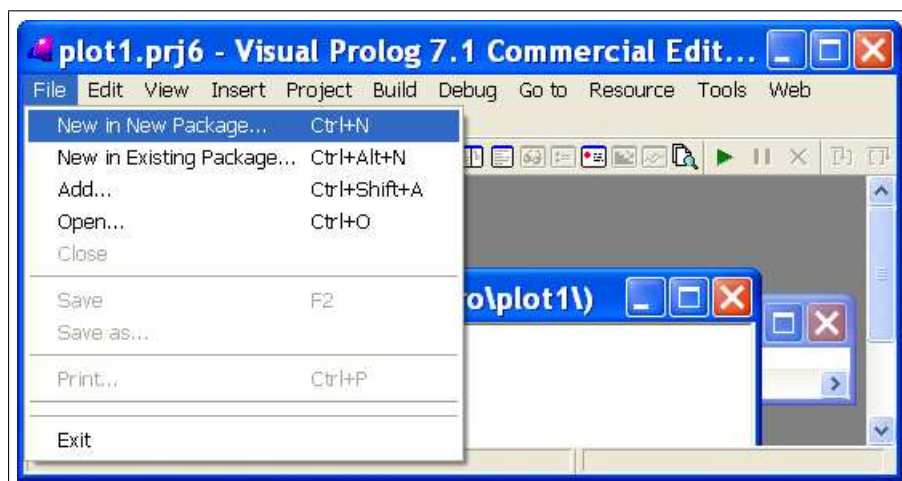 plot1.prj6 - Visual Prolog 7.1 Commercial Edit...
File Edit View Insert Project Build Debug Go to Resource Tools Web
New in New Package... Ctrl+N
New in Existing Package... Ctrl+Alt+N
Add... Ctrl+Shift+A
Open... Ctrl+O
Close
Save F2
Save as...
Print... Ctrl+P
Exit
o\plot1\)